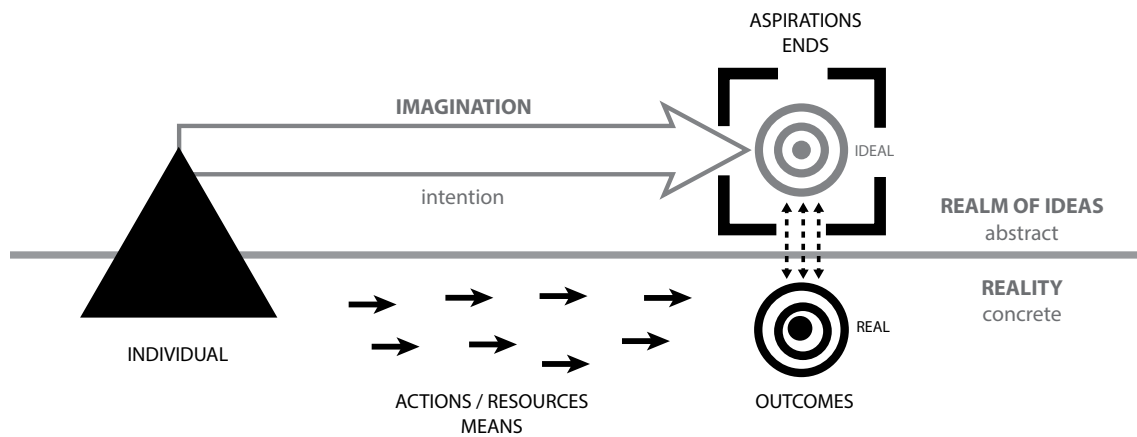 ASPIRATIONS
ENDS
IMAGINATION
IDEAL
intention
REALM OF IDEAS
abstract
REALITY
concrete
REAL
INDIVIDUAL
ACTIONS / RESOURCES
MEANS
OUTCOMES